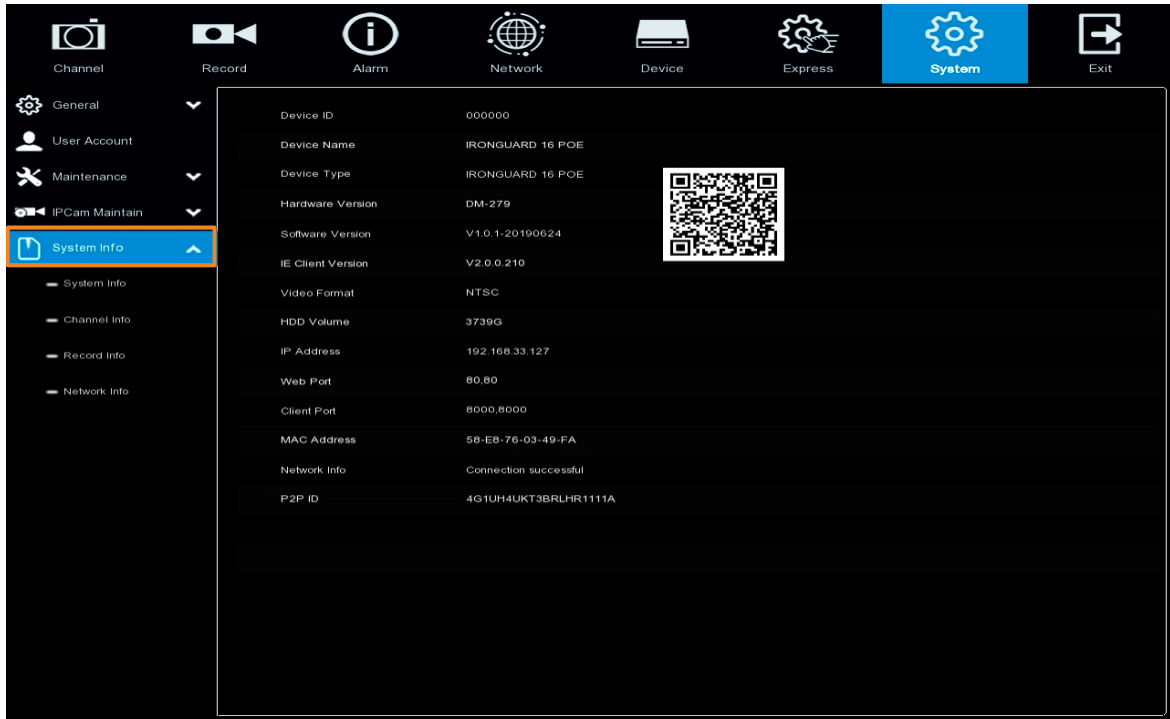 Channel Record Alarm Network Device Express System Exit
General
User Account
Maintenance
IPCam Maintain
System Info
System Info
Channel Info
Record Info
Network Info
Device ID 000000
Device Name IRONGUARD 16 POE
Device Type IRONGUARD 16 POE
Hardware Version DM-279
Software Version V1.0.1-20190624
IE Client Version V2.0.0.210
Video Format NTSC
HDD Volume 3739G
IP Address 192.168.33.127
Web Port 80,80
Client Port 8000,8000
MAC Address 58-E8-76-03-49-FA
Network Info Connection successful
P2P ID 4G1UH4UKT3BRLHR1111A